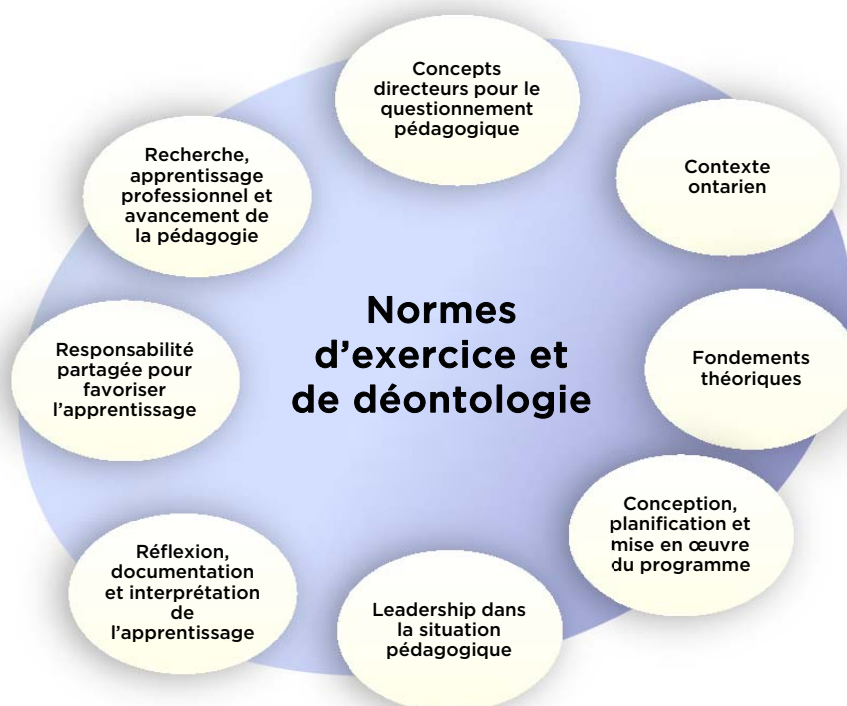 Concepts
directeurs pour le
questionnement
pédagogique
Contexte
ontarien
Fondements
théoriques
Conception,
planification et
mise en œuvre
du programme
Leadership dans
la situation
pédagogique
Réflexion,
documentation
et interprétation
de
l'apprentissage
Responsabilité
partagée pour
favoriser
l'apprentissage
Recherche,
apprentissage
professionnel et
avancement de
la pédagogie
Normes
d'exercice et
de déontologie